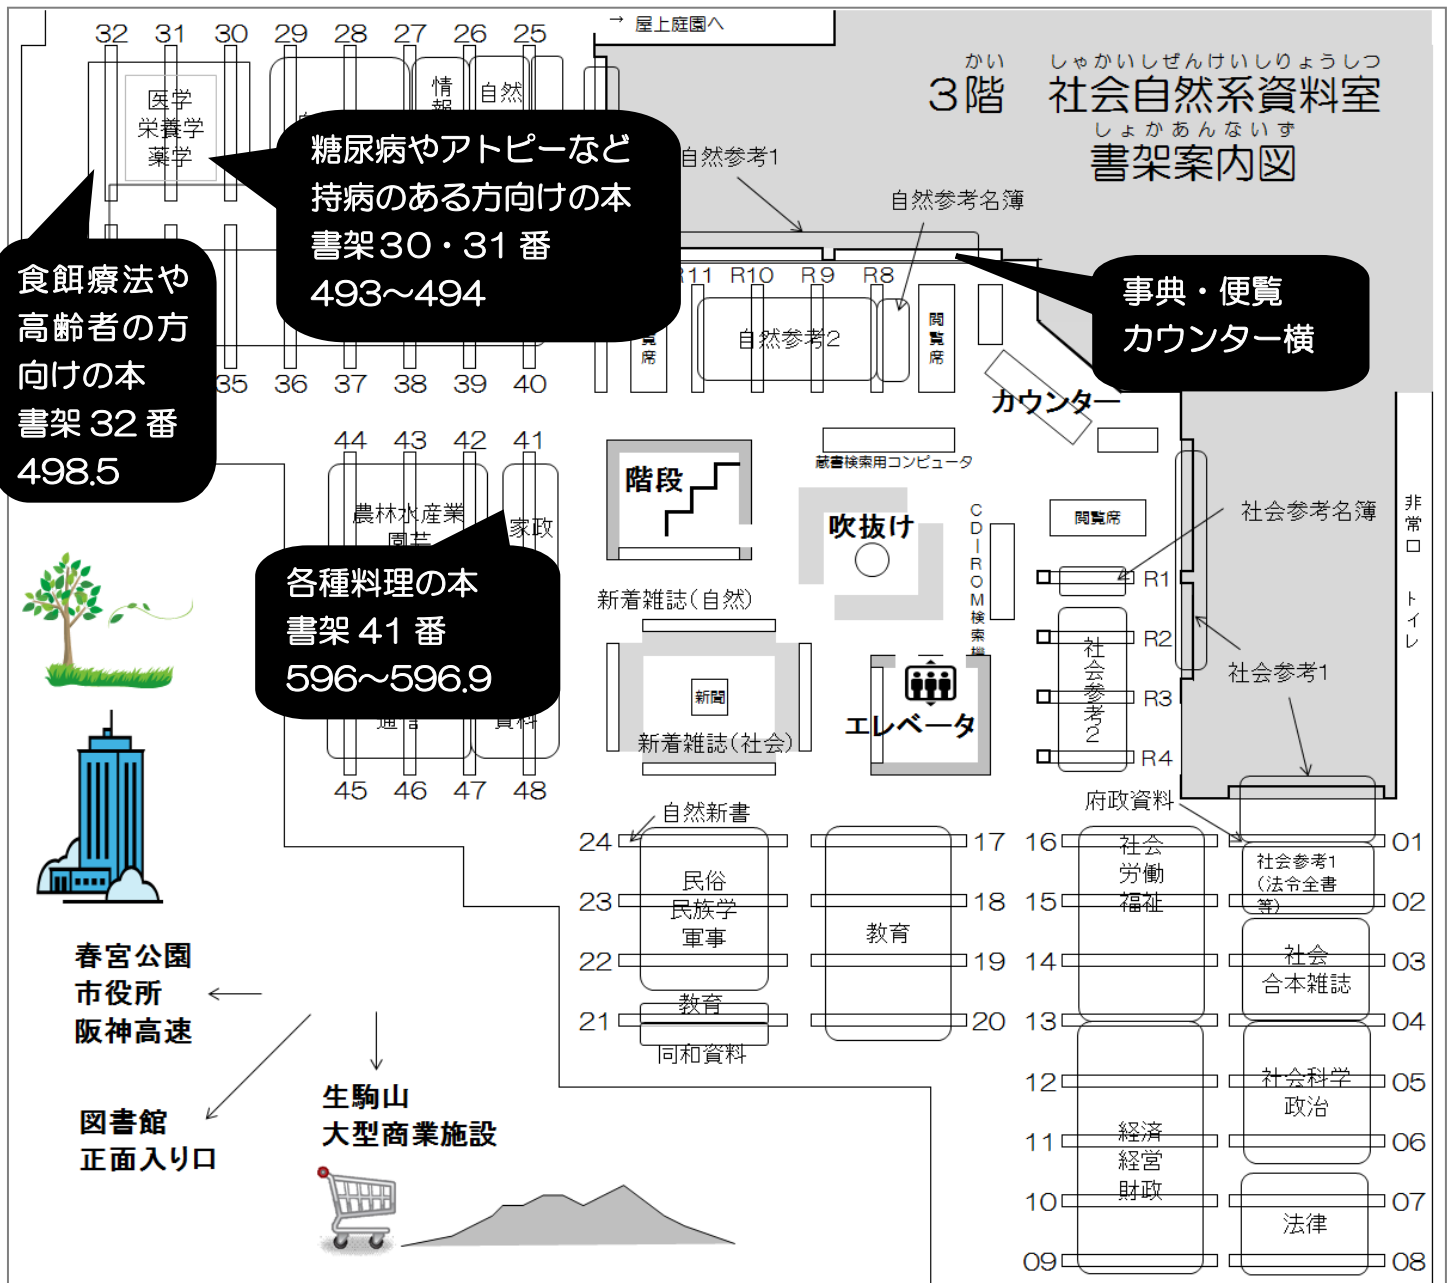 → 屋上庭園へ
かい しゃかいしぜんけいしりょうしつ
3階 社会自然系資料室
しょかあんないず
書架案内図
32 31 30 29 28 27 26 25
医学
栄養学
薬学
情報
自然
糖尿病やアトピーなど
持病のある方向けの本
書架30・31番
493～494
自然参考1
自然参考名簿
食餌療法や
高齢者の方
向けの本
書架32番
498.5
事典・便覧
カウンター横
R11 R10 R9 R8
自然参考2
閲覧席
35 36 37 38 39 40
カウンター
蔵書検索用コンピュータ
44 43 42 41
農林水産業
園芸
家政
各種料理の本
書架41番
596～596.9
資料
45 46 47 48
階段
吹抜け
CD|ROM検索機
閲覧席
社会参考名簿
非常口 トイレ
R1
R2
R3
R4
社会参考2
社会参考1
新着雑誌(自然)
新聞
新着雑誌(社会)
エレベータ
府政資料
自然新書
24
23
22
21
民俗
民族学
軍事
教育
同和資料
17
18
19
20
教育
16
15
14
13
12
11
10
09
社会
労働
福祉
経済
経営
財政
01
02
03
04
05
06
07
08
社会参考1
(法令全書
等)
社会
合本雑誌
社会科学
政治
法律
春宮公園
市役所
阪神高速
図書館
正面入り口
生駒山
大型商業施設